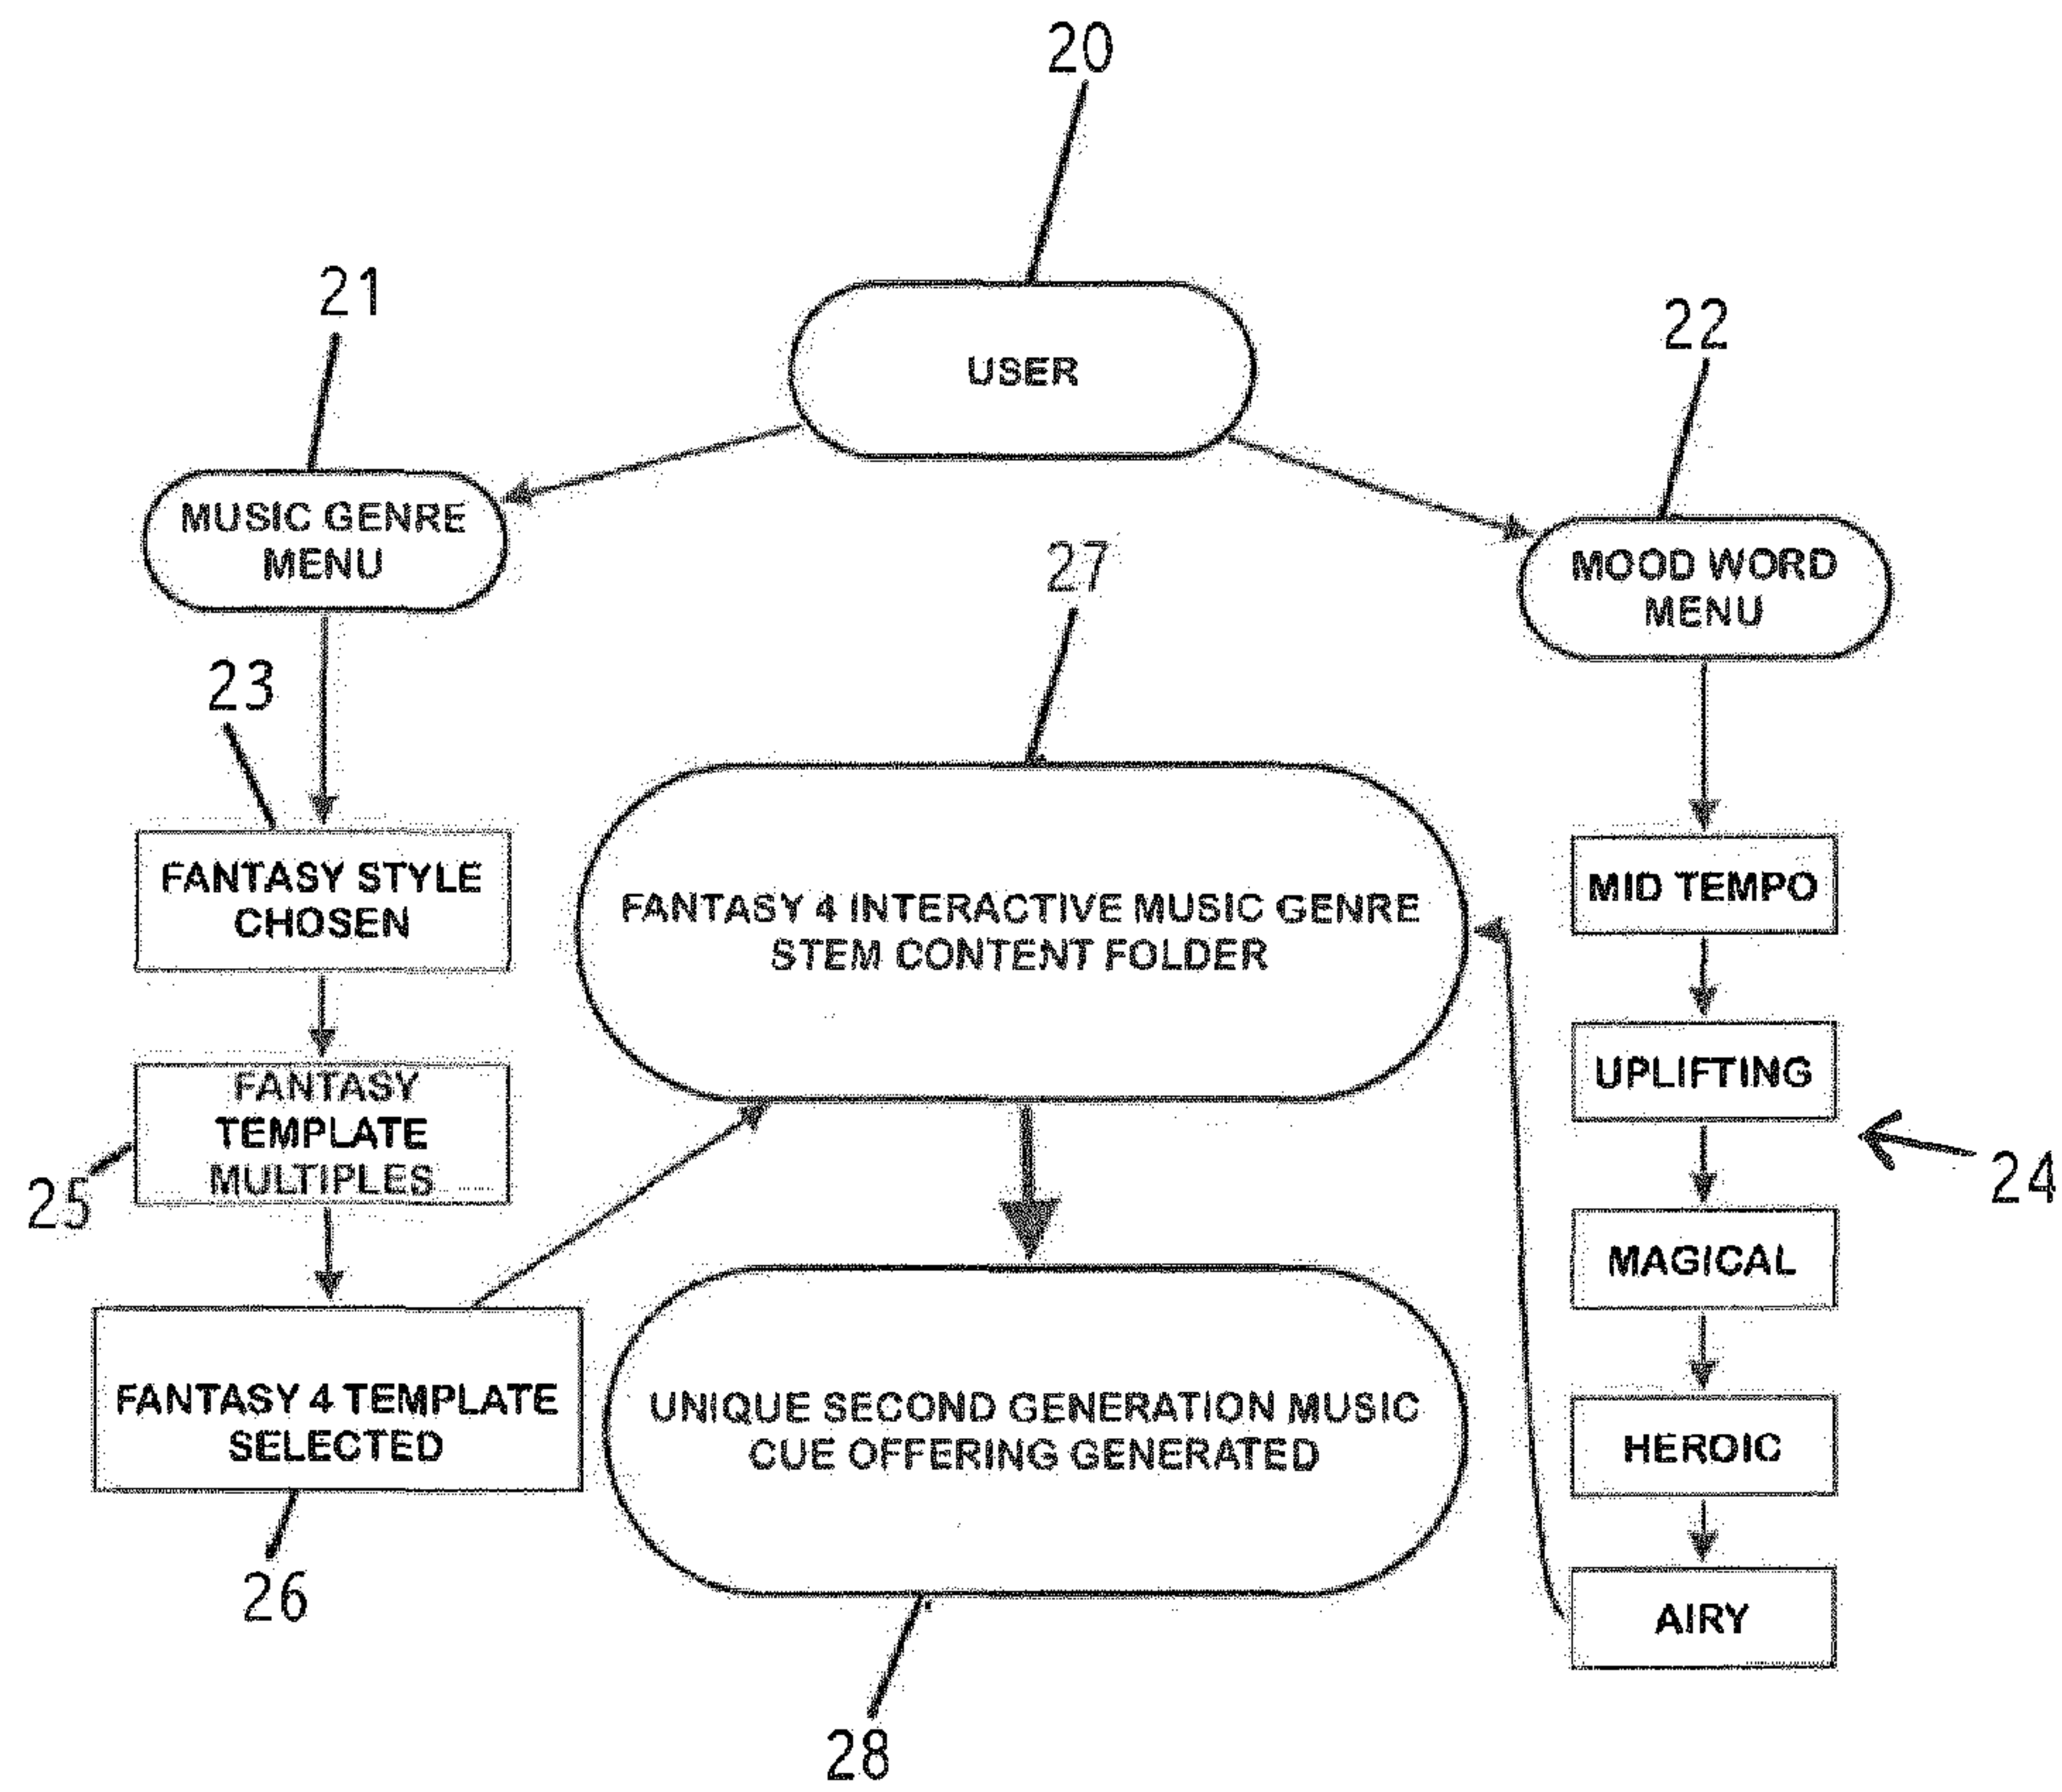 20
21
USER
22
MUSIC GENRE
MENU
27
MOOD WORD
MENU
23
FANTASY STYLE
CHOSEN
FANTASY 4 INTERACTIVE MUSIC GENRE
STEM CONTENT FOLDER
MID TEMPO
UPLIFTING
FANTASY
TEMPLATE
MULTIPLES
25
24
MAGICAL
FANTASY 4 TEMPLATE
SELECTED
UNIQUE SECOND GENERATION MUSIC
CUE OFFERING GENERATED
HEROIC
26
AIRY
28